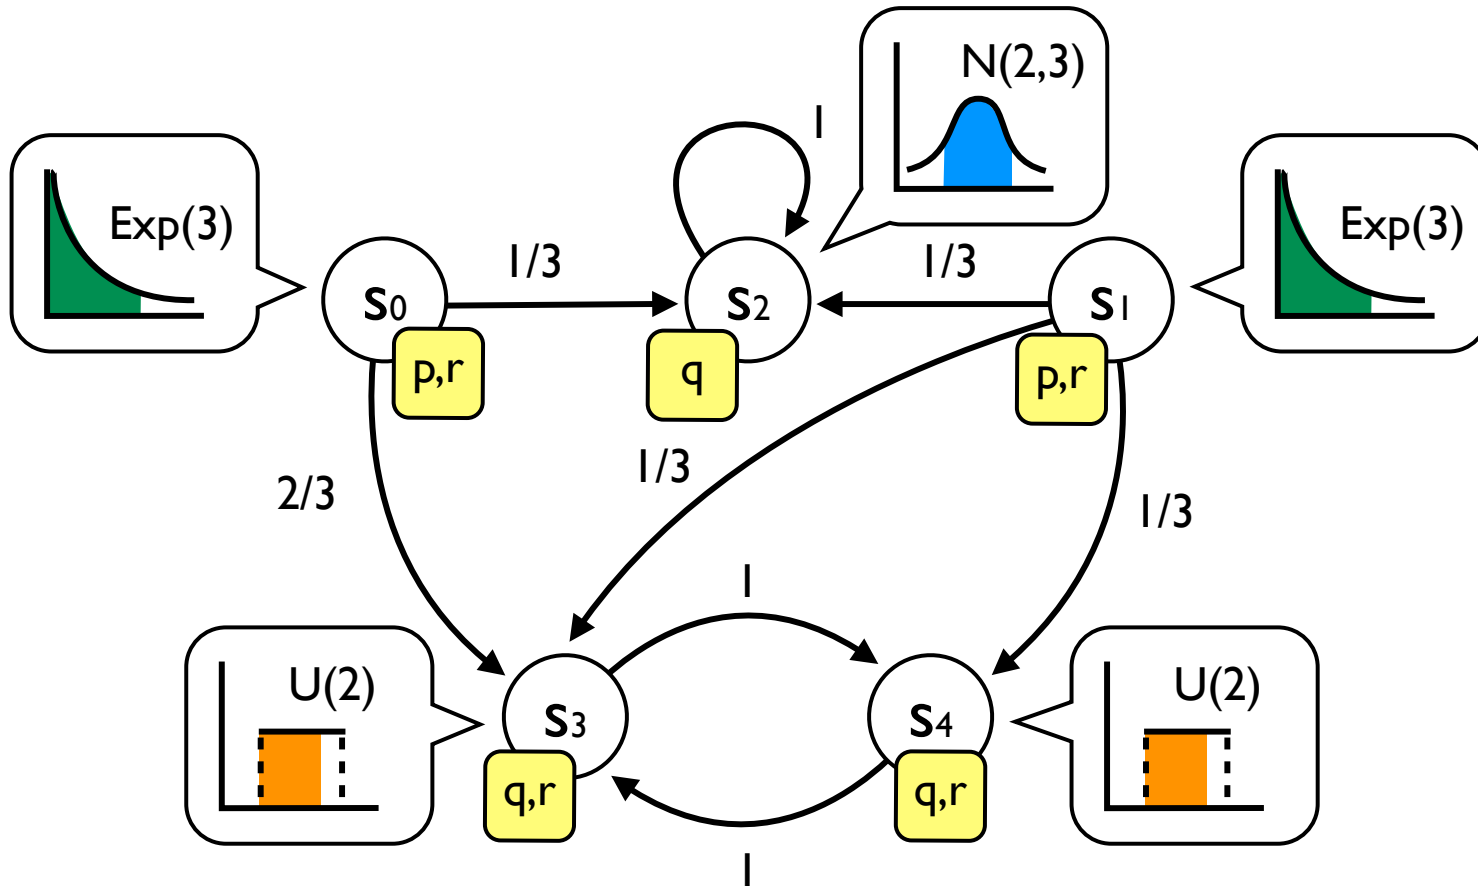 N(2,3)
1
Exp(3)
Exp(3)
1/3
1/3
s0
s2
s1
p,r
q
p,r
2/3
1/3
1/3
1
U(2)
U(2)
s3
s4
q,r
q,r
1